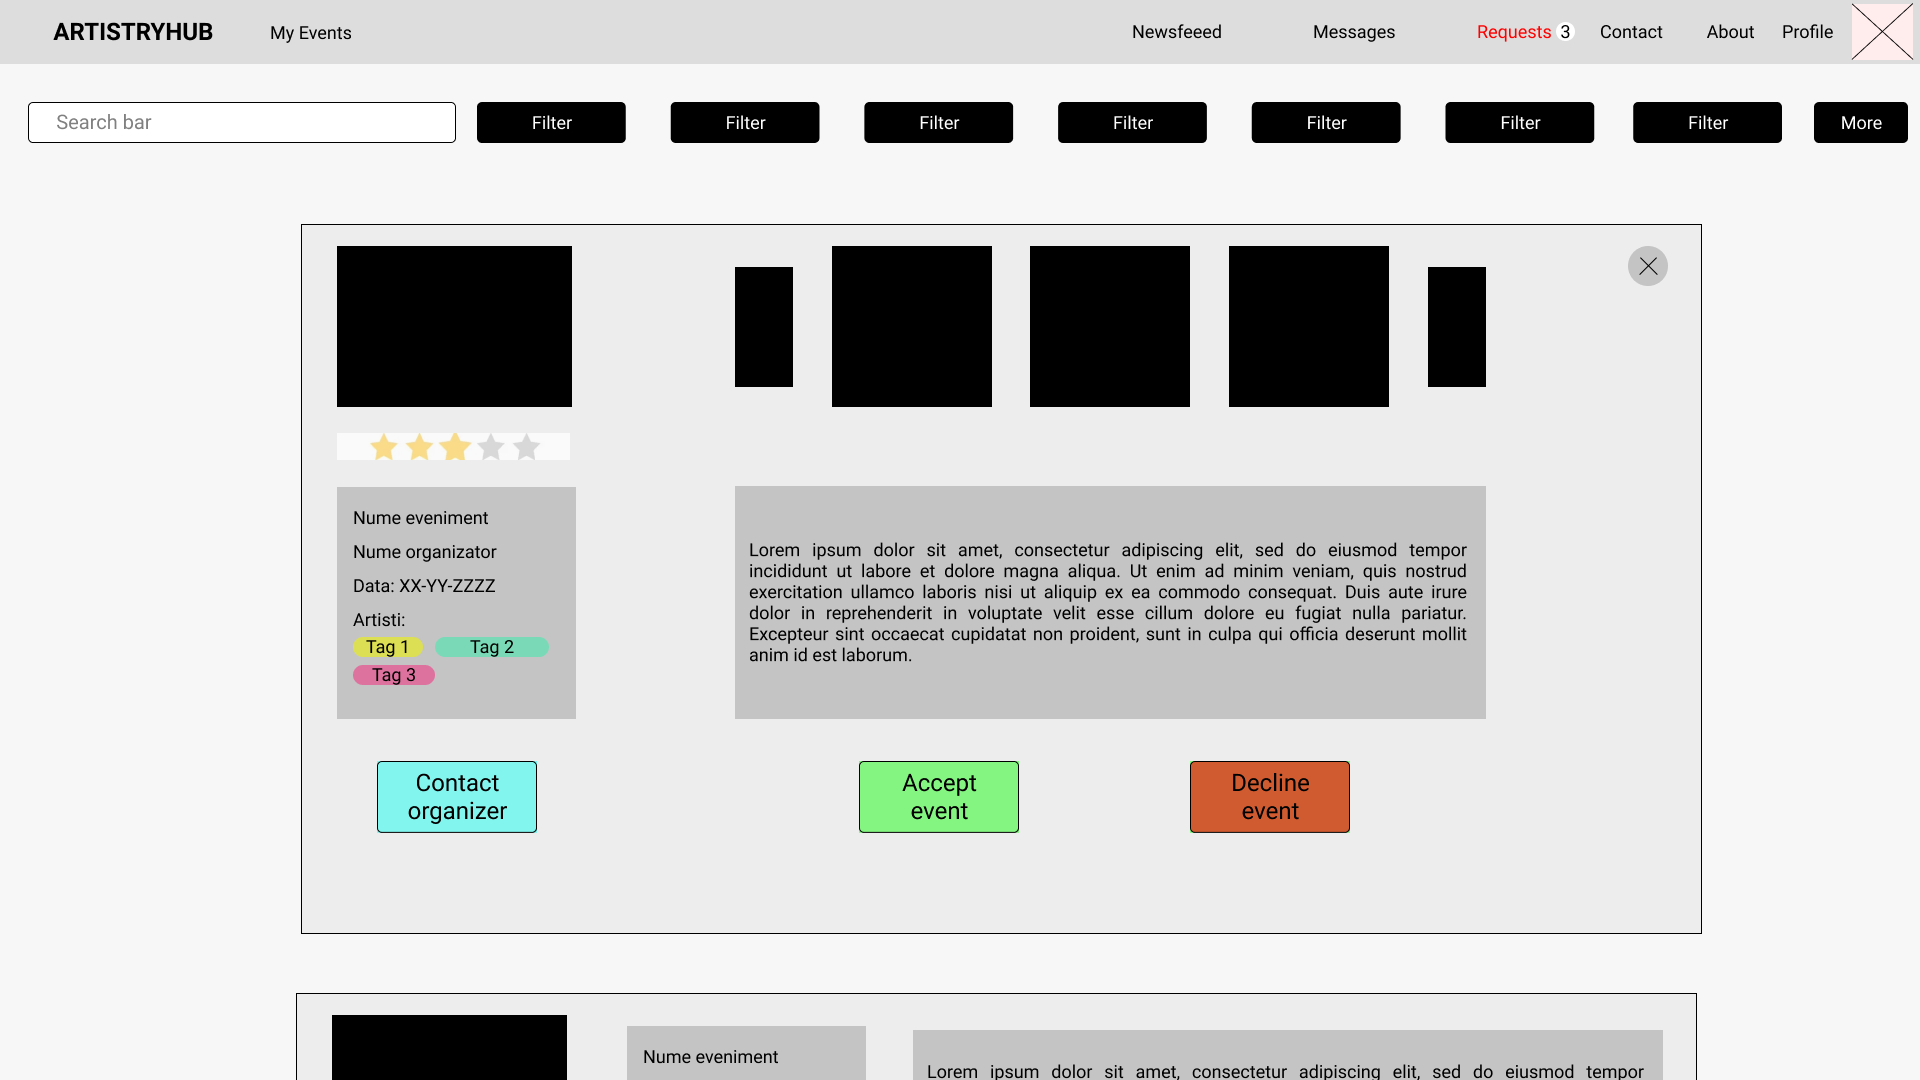 ARTISTRYHUB
My Events
Newsfeeed
Messages
Requests 3
Contact
About
Profile
Search bar
Filter
Filter
Filter
Filter
Filter
Filter
Filter
More
Nume eveniment
Nume organizator
Data: XX-YY-ZZZZ
Artisti:
Tag 1
Tag 2
Tag 3
Lorem ipsum dolor sit amet, consectetur adipiscing elit, sed do eiusmod tempor
incididunt ut labore et dolore magna aliqua. Ut enim ad minim veniam, quis nostrud
exercitation ullamco laboris nisi ut aliquip ex ea commodo consequat. Duis aute irure
dolor in reprehenderit in voluptate velit esse cillum dolore eu fugiat nulla pariatur.
Excepteur sint occaecat cupidatat non proident, sunt in culpa qui officia deserunt mollit
anim id est laborum.
Contact
organizer
Accept
event
Decline
event
Nume eveniment
Lorem ipsum dolor sit amet, consectetur adipiscing elit, sed do eiusmod tempor